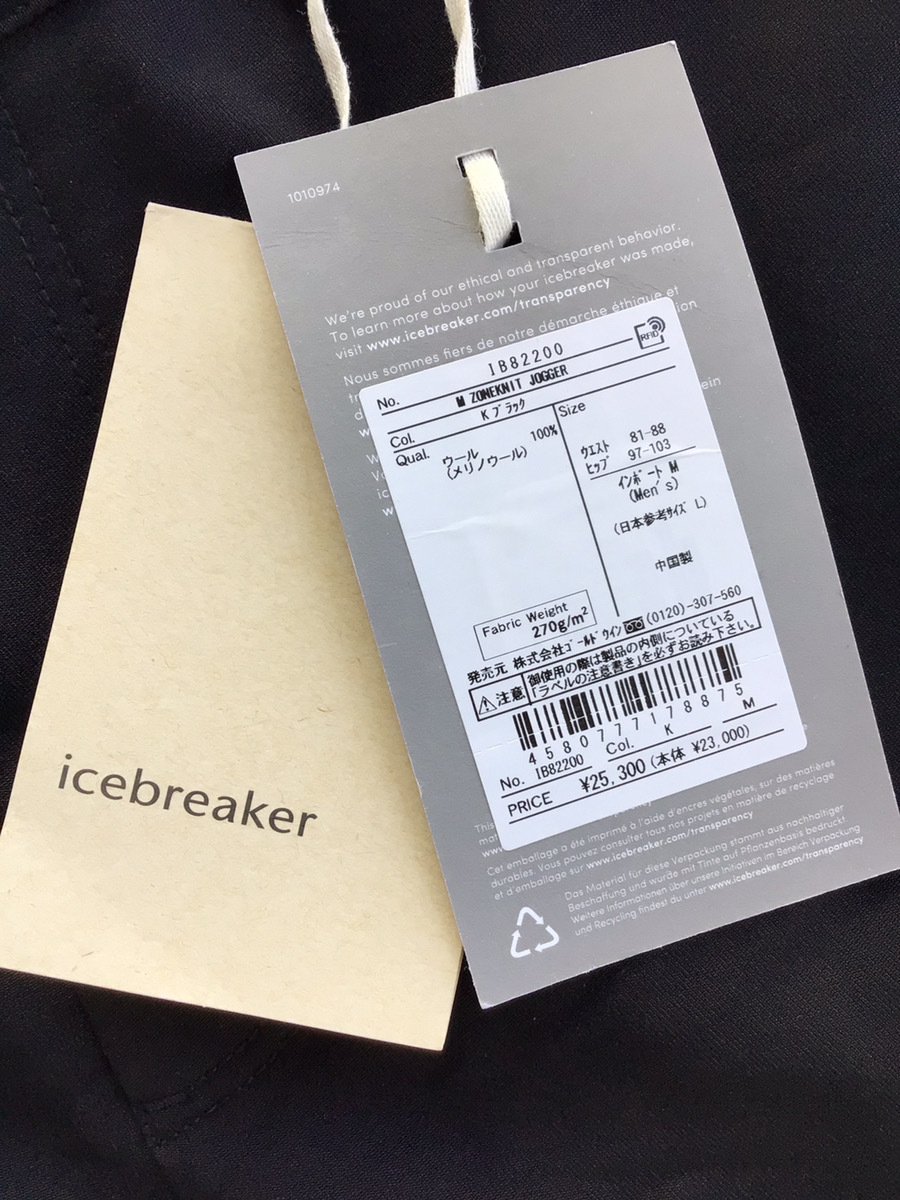 icebreaker
1010974
We're proud of our ethical and transparent behavior.
To learn more about how your icebreaker was made,
visit www.icebreaker.com/transparency
Nous sommes fiers de notre démarche éthique et
RFID
No. IB82200
M ZONEKNIT JOGGER
Col. K ブラック
Qual. ウール 100%
(メリノウール)
Size
ウエスト 81-88
ヒップ 97-103
インポート M
(Men's)
(日本参考サイズ L)
中国製
Fabric Weight
270g/m²
発売元 株式会社ゴールドウイン (0120)-307-560
注意 御使用の際は製品の内側についている
「ラベルの注意書き」を必ずお読み下さい。
4580777178875
No. IB82200 Col. K M
PRICE ¥25,300 (本体 ¥23,000)
This
Cet emballage a été imprimé à l'aide d'encres végétales, sur des matières
durables. Vous pouvez consulter tous nos projets en matière de recyclage
et d'emballage sur www.icebreaker.com/transparency
Das Material für diese Verpackung stammt aus nachhaltiger
Beschaffung und wurde mit Tinte auf Pflanzenbasis bedruckt.
Weitere Informationen über unsere Initiativen im Bereich Verpackung
und Recycling findest du unter www.icebreaker.com/transparency